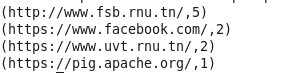 (http://www.fsb.rnu.tn/,5)
(https://www.facebook.com/,2)
(https://www.uvt.rnu.tn/,2)
(https://pig.apache.org/,1)